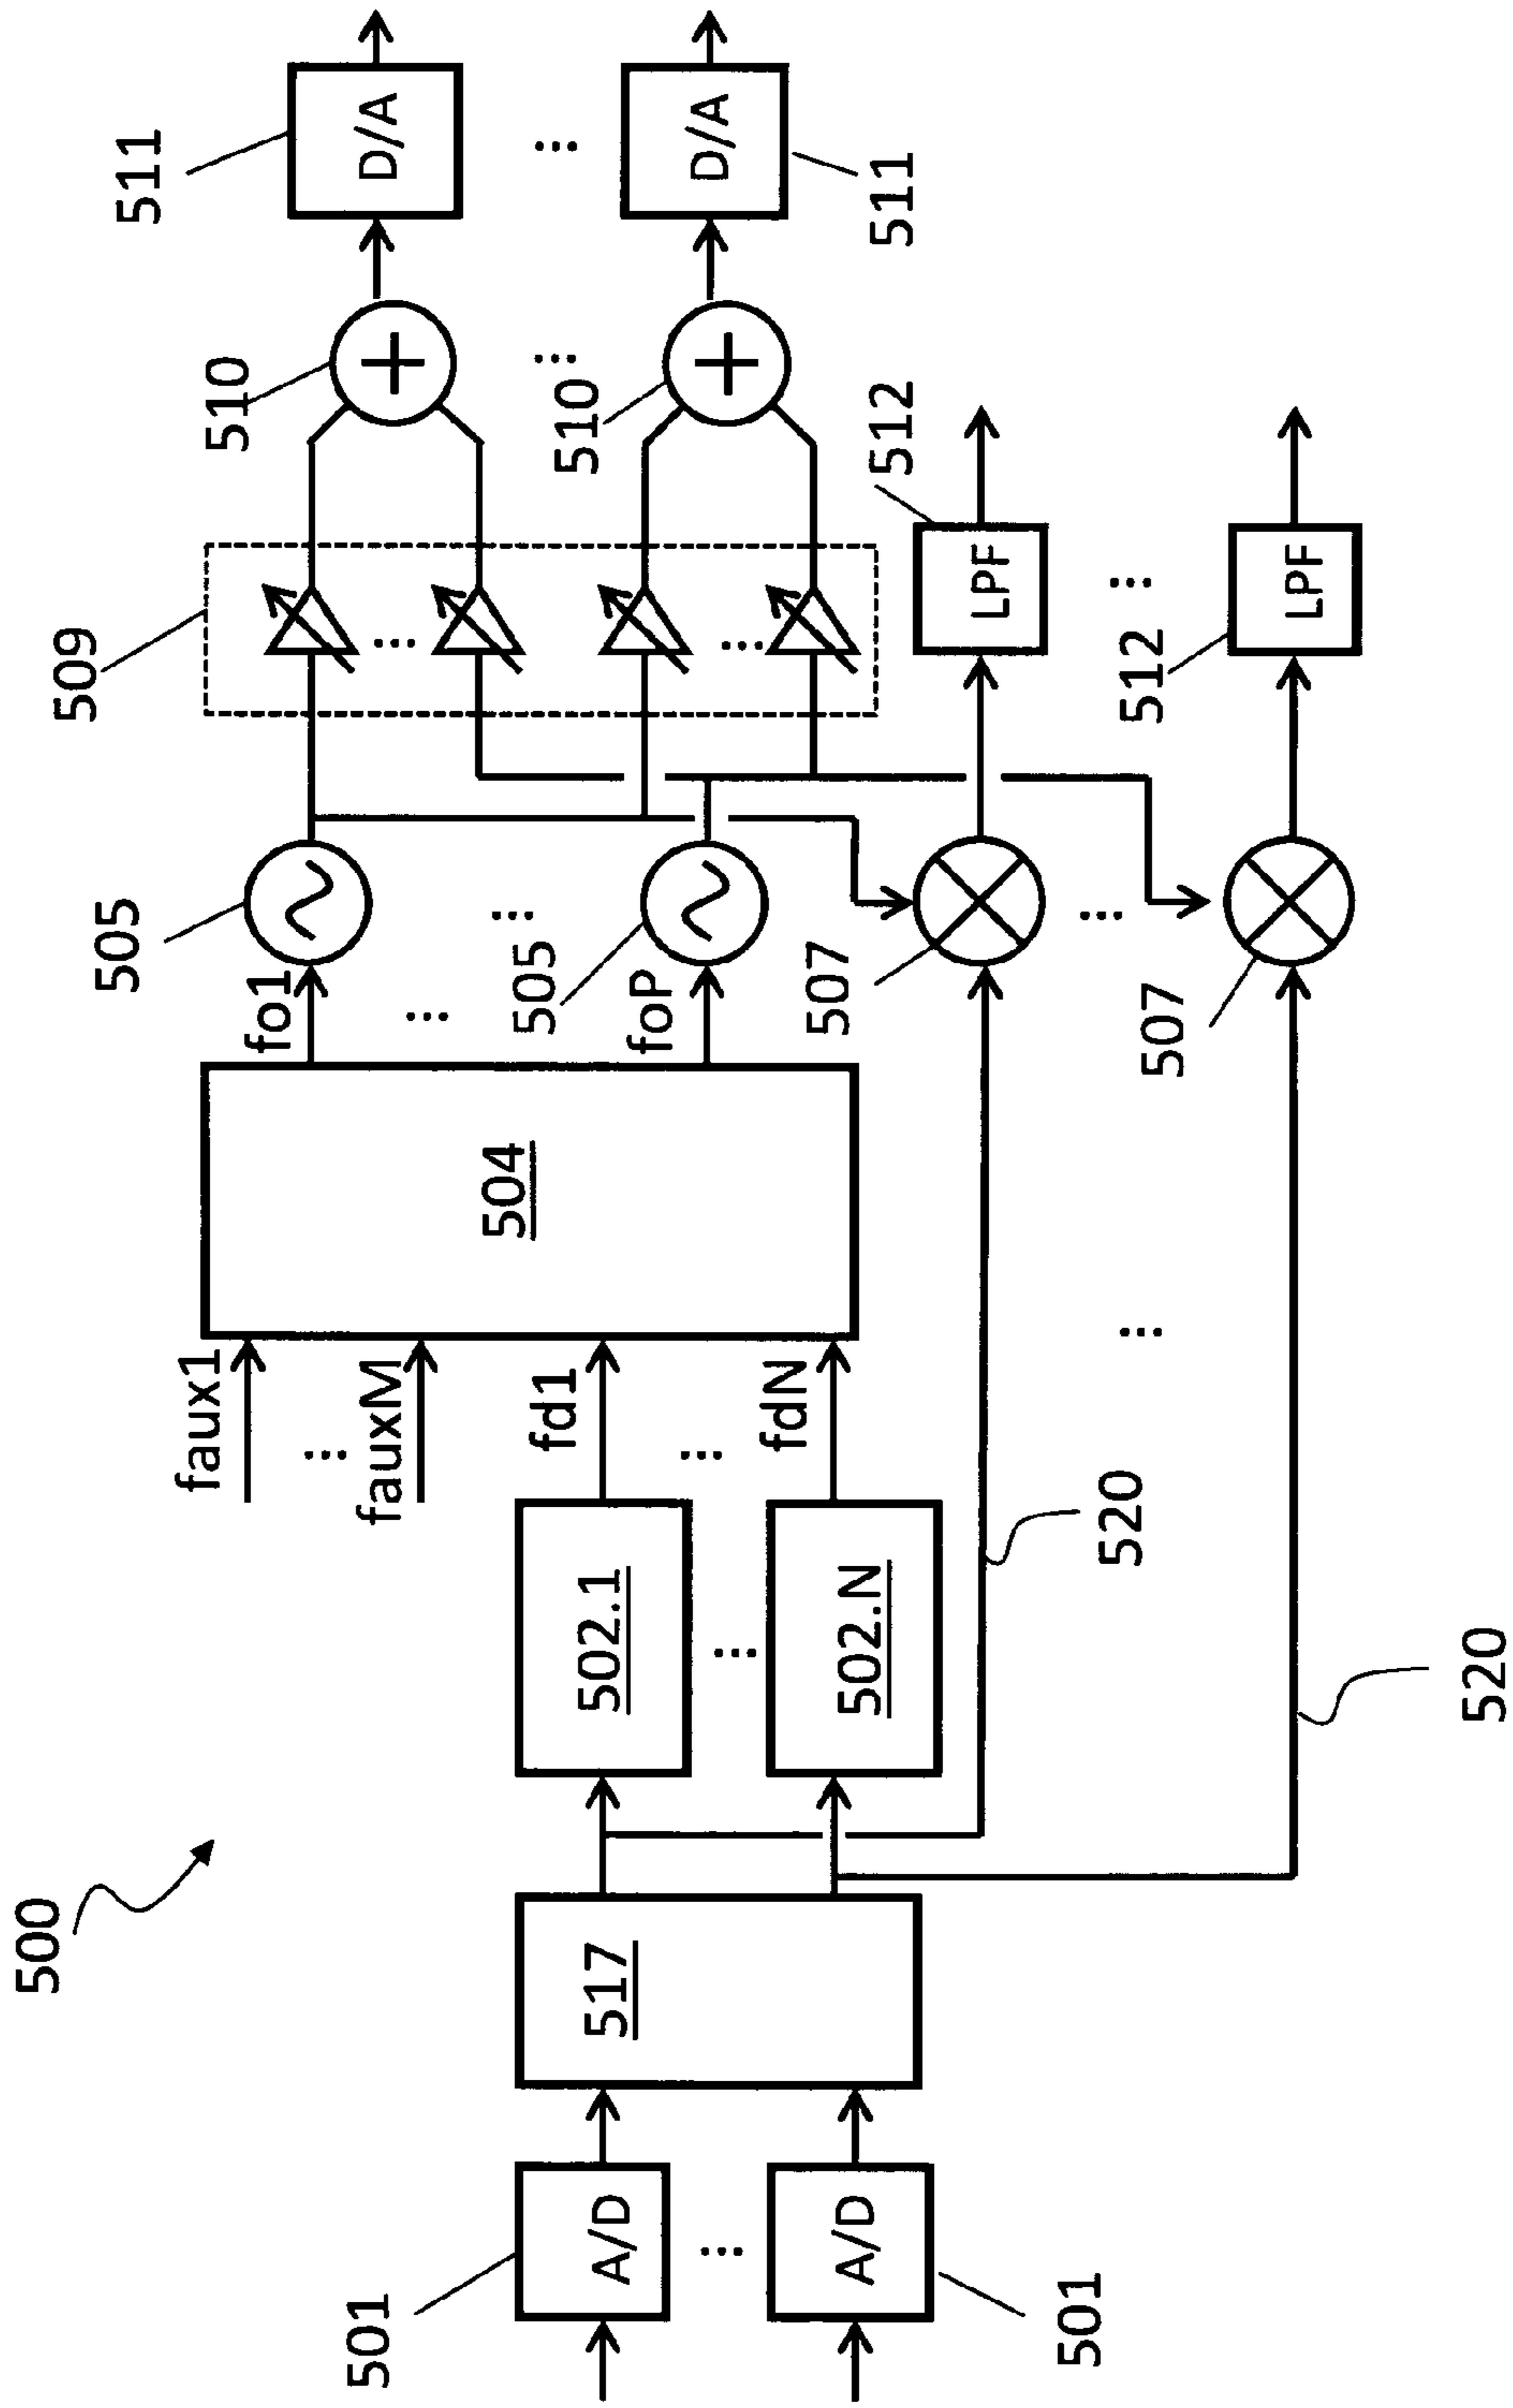 500
501
A/D
⋮
A/D
501
517
502.1
⋮
502.N
520
520
faux1
⋮
fauxM
fd1
⋮
fdN
504
⋮
fo1
⋮
foP
505
⋮
505
507
⋮
507
509
⋮
⋮
512
LPF
⋮
512
LPF
510
⋮
510
511
D/A
⋮
D/A
511